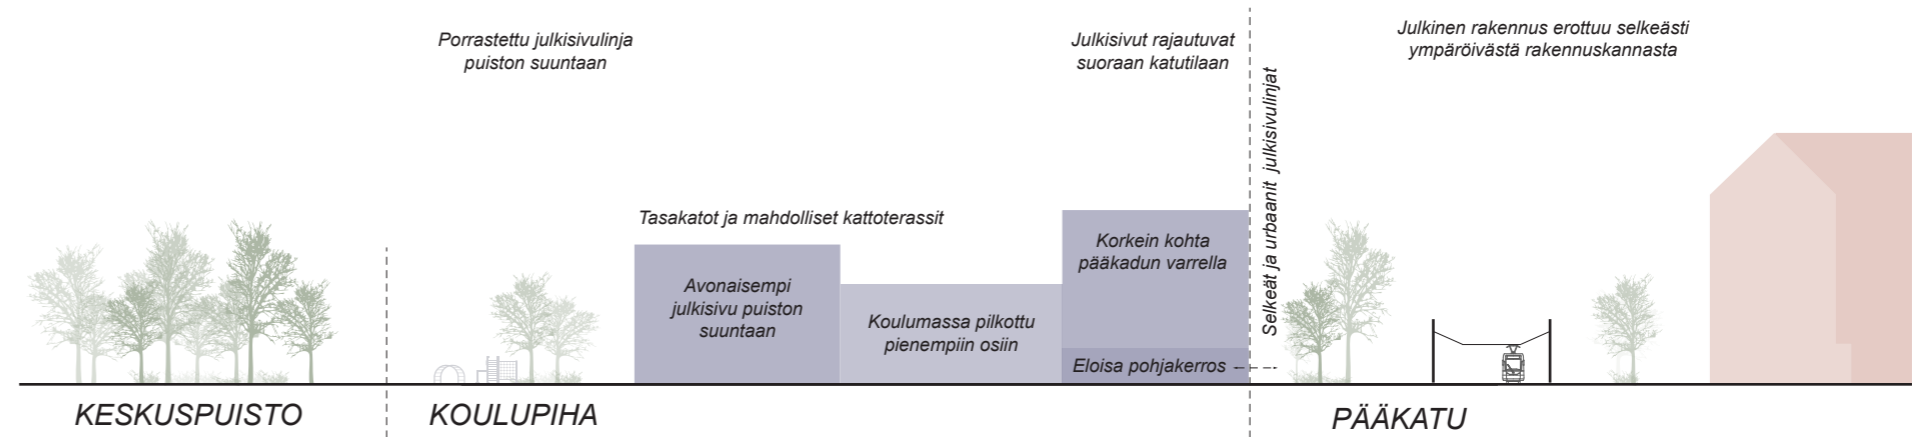 Porrastettu julkisivulinja
puiston suuntaan
Julkisivut rajautuvat
suoraan katutilaan
Julkinen rakennus erottuu selkeästi
ympäröivästä rakennuskannasta
Selkeät ja urbaanit julkisivulinjat
Tasakatot ja mahdolliset kattoterassit
Avonaisempi
julkisivu puiston
suuntaan
Koulumassa pilkottu
pienempiin osiin
Korkein kohta
pääkadun varrella
Eloisa pohjakerros
KESKUSPUISTO
KOULUPIHA
PÄÄKATU